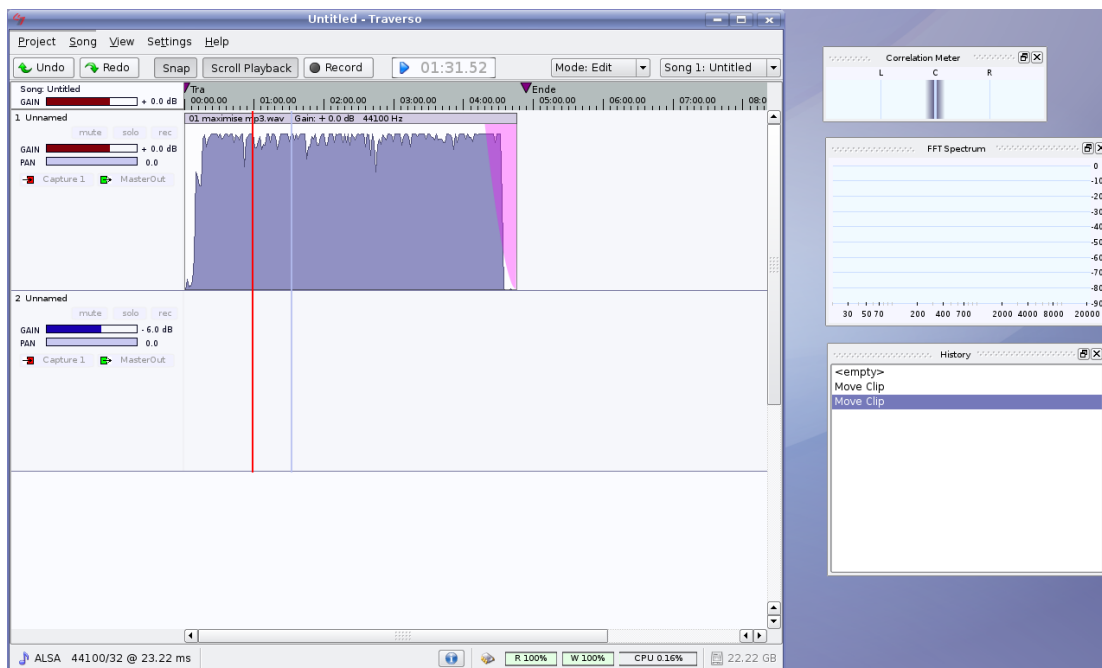 Untitled - Traverso
Project Song View Settings Help
Undo Redo Snap Scroll Playback Record 01:31.52 Mode: Edit Song 1: Untitled
Song: Untitled
GAIN + 0.0 dB
Tra Ende
00:00.00 01:00.00 02:00.00 03:00.00 04:00.00 05:00.00 06:00.00 07:00.00 08:0
1 Unnamed
01 maximise mp3.wav Gain: + 0.0 dB 44100 Hz
mute solo rec
GAIN + 0.0 dB
PAN 0.0
Capture 1 MasterOut
2 Unnamed
mute solo rec
GAIN - 6.0 dB
PAN 0.0
Capture 1 MasterOut
ALSA 44100/32 @ 23.22 ms R 100% W 100% CPU 0.16% 22.22 GB
Correlation Meter
L C R
FFT Spectrum
0
-10
-20
-30
-40
-50
-60
-70
-80
-90
30 50 70 200 400 700 2000 4000 8000 20000
History
<empty>
Move Clip
Move Clip